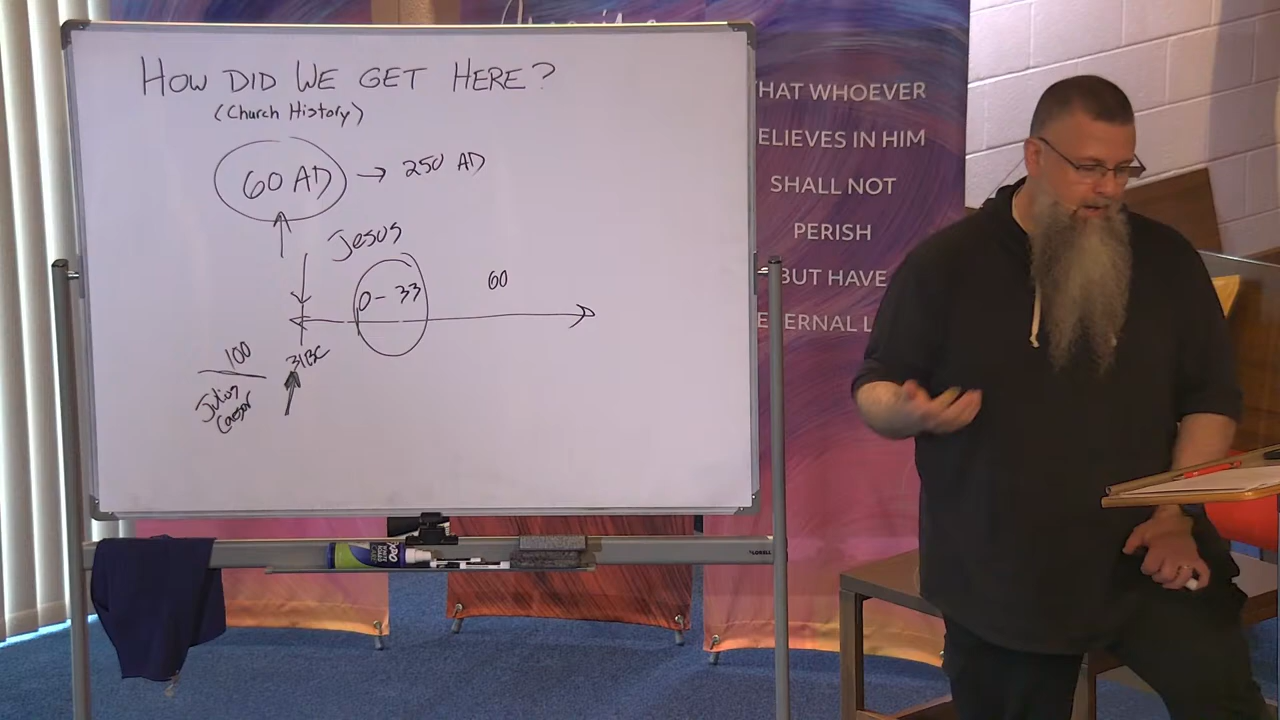 HOW DID WE GET HERE?
(Church History)
60 AD → 250 AD
Jesus
0-33
60
100
31BC
Julius
Caesar
HAT WHOEVER
ELIEVES IN HIM
SHALL NOT
PERISH
BUT HAVE
ERNAL L
EXPO